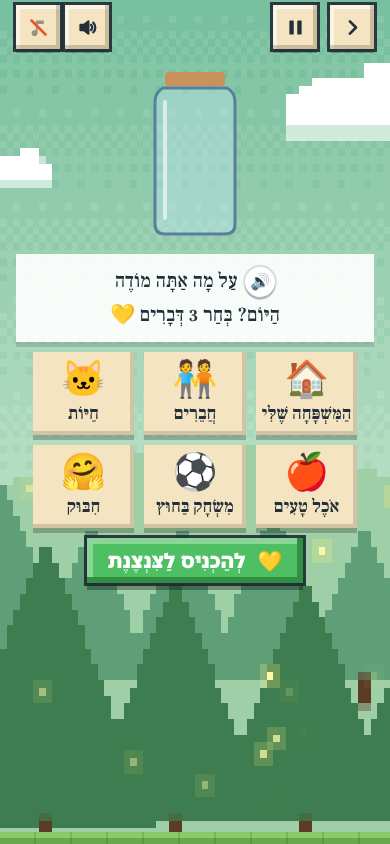 עַל מָה אַתָּה מוֹדֶה
הַיּוֹם? בְּחַר 3 דְּבָרִים 💛
הַמִּשְׁפָּחָה שֶׁלִּי
חֲבֵרִים
חַיּוֹת
אֹכֶל טָעִים
מִשְׂחָק בַּחוּץ
חִבּוּק
💛 לְהַכְנִיס לַצִּנְצֶנֶת